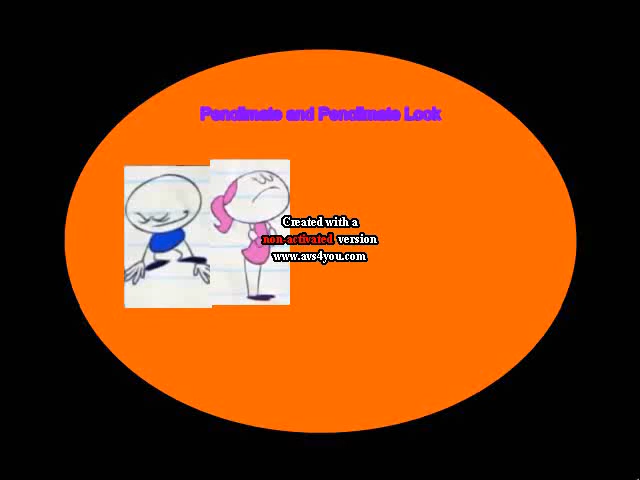 Pencilmate and Pencilmate Look
Created with a
non-activated version
www.avs4you.com